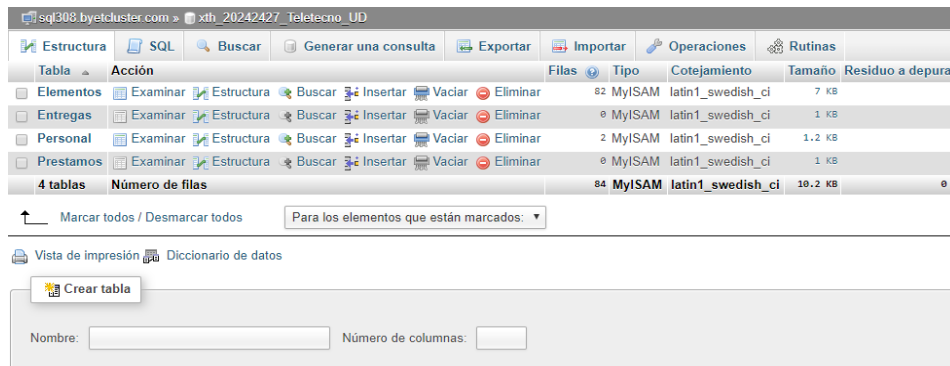 sql308.byetcluster.com » xth_20242427_Teletecno_UD
Estructura SQL Buscar Generar una consulta Exportar Importar Operaciones Rutinas
Tabla Acción Filas Tipo Cotejamiento Tamaño Residuo a depura
Elementos Examinar Estructura Buscar Insertar Vaciar Eliminar 82 MyISAM latin1_swedish_ci 7 KB
Entregas Examinar Estructura Buscar Insertar Vaciar Eliminar 0 MyISAM latin1_swedish_ci 1 KB
Personal Examinar Estructura Buscar Insertar Vaciar Eliminar 2 MyISAM latin1_swedish_ci 1.2 KB
Prestamos Examinar Estructura Buscar Insertar Vaciar Eliminar 0 MyISAM latin1_swedish_ci 1 KB
4 tablas Número de filas 84 MyISAM latin1_swedish_ci 10.2 KB 0
Marcar todos / Desmarcar todos Para los elementos que están marcados:
Vista de impresión Diccionario de datos
Crear tabla
Nombre: Número de columnas: